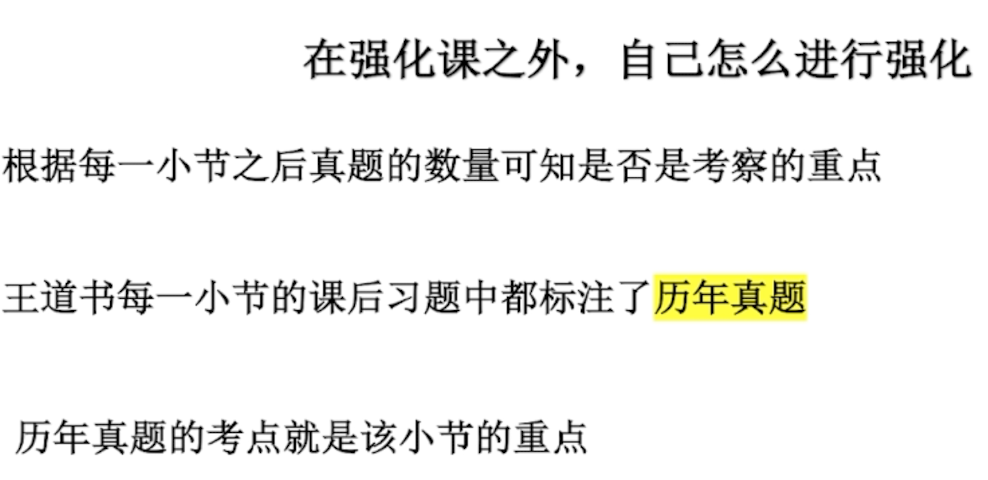 在强化课之外，自己怎么进行强化
根据每一小节之后真题的数量可知是否是考察的重点
王道书每一小节的课后习题中都标注了历年真题
历年真题的考点就是该小节的重点